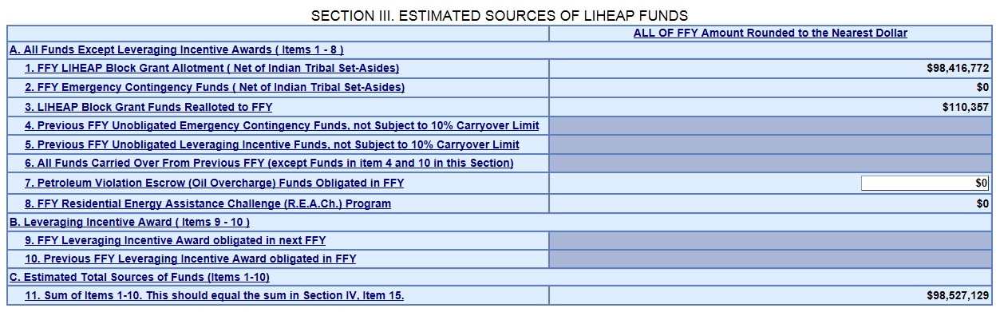 SECTION III. ESTIMATED SOURCES OF LIHEAP FUNDS
ALL OF FFY Amount Rounded to the Nearest Dollar
A. All Funds Except Leveraging Incentive Awards ( Items 1 - 8 )
1. FFY LIHEAP Block Grant Allotment ( Net of Indian Tribal Set-Asides) $98,416,772
2. FFY Emergency Contingency Funds ( Net of Indian Tribal Set-Asides) $0
3. LIHEAP Block Grant Funds Realloted to FFY $110,357
4. Previous FFY Unobligated Emergency Contingency Funds, not Subject to 10% Carryover Limit
5. Previous FFY Unobligated Leveraging Incentive Funds, not Subject to 10% Carryover Limit
6. All Funds Carried Over From Previous FFY (except Funds in item 4 and 10 in this Section)
7. Petroleum Violation Escrow (Oil Overcharge) Funds Obligated in FFY $0
8. FFY Residential Energy Assistance Challenge (R.E.A.Ch.) Program $0
B. Leveraging Incentive Award ( Items 9 - 10 )
9. FFY Leveraging Incentive Award obligated in next FFY
10. Previous FFY Leveraging Incentive Award obligated in FFY
C. Estimated Total Sources of Funds (Items 1-10)
11. Sum of Items 1-10. This should equal the sum in Section IV, Item 15. $98,527,129